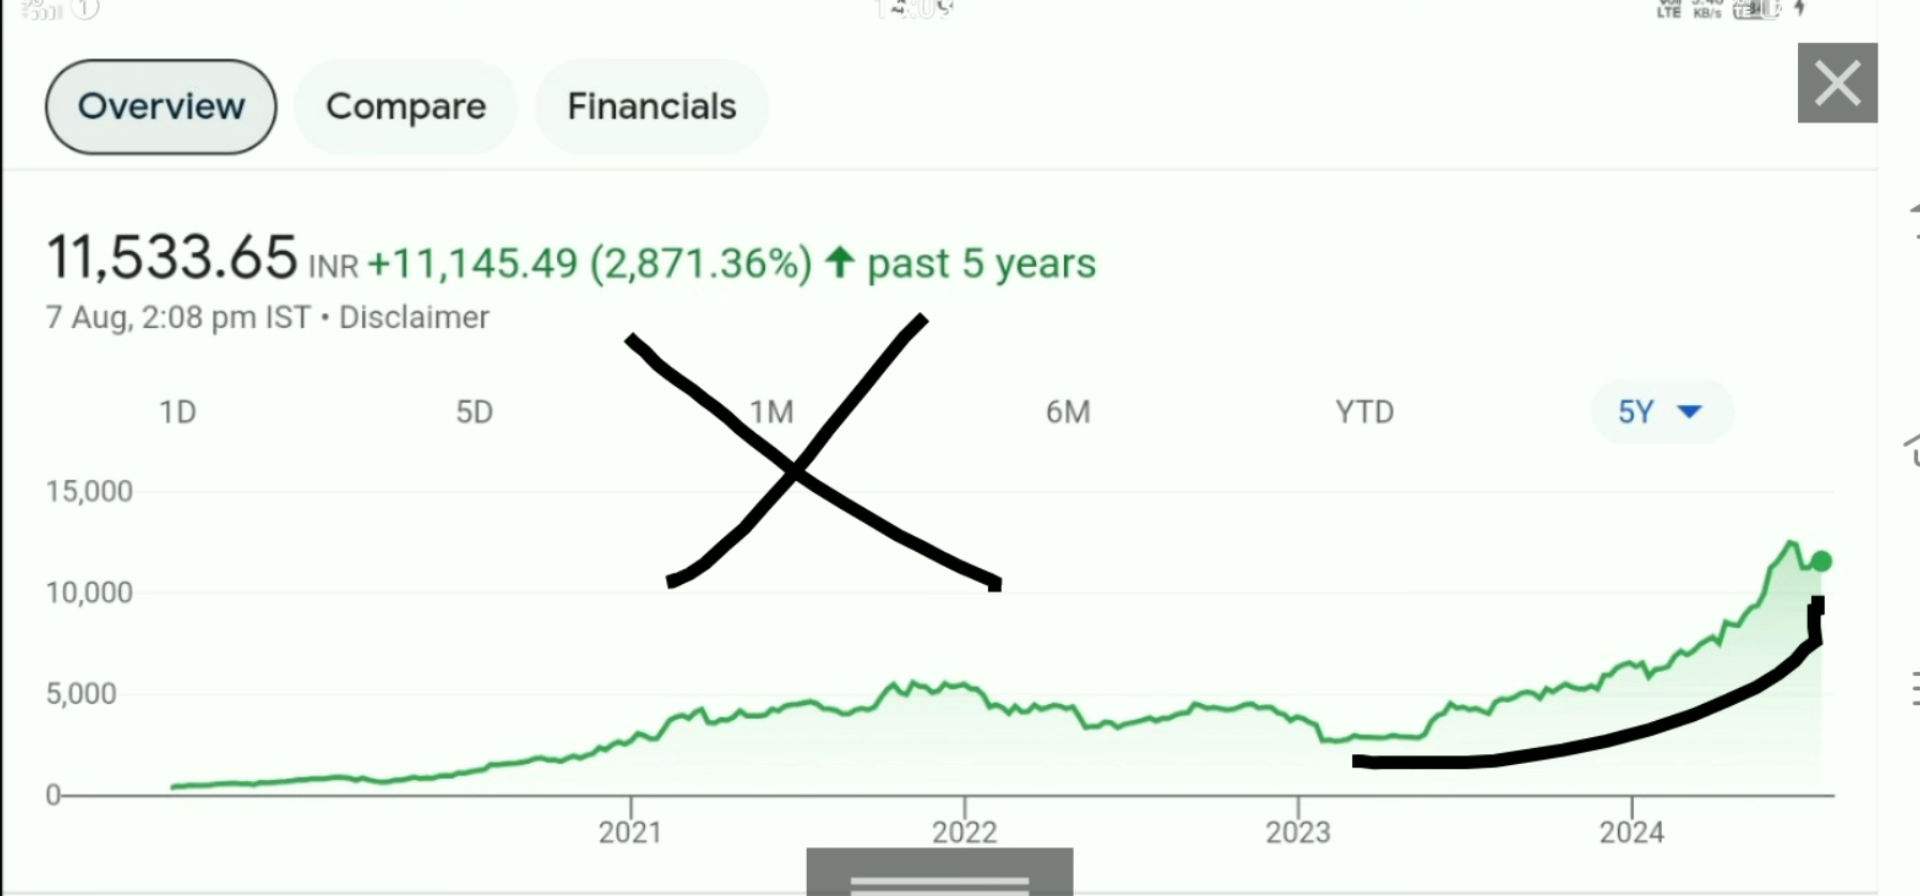 Overview Compare Financials
11,533.65 INR +11,145.49 (2,871.36%) ↑ past 5 years
7 Aug, 2:08 pm IST • Disclaimer
1D 5D 1M 6M YTD 5Y
15,000
10,000
5,000
0
2021 2022 2023 2024
LTE KB/s